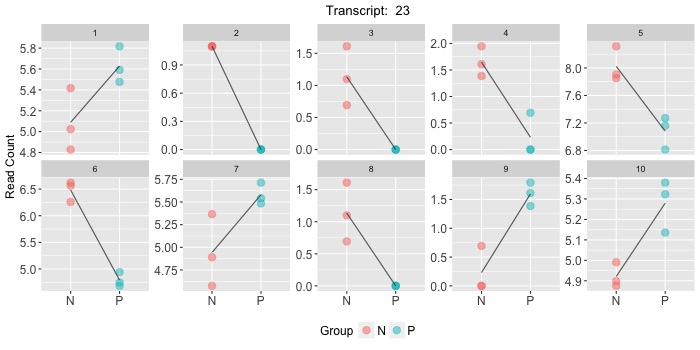 Transcript: 23
1 2 3 4 5
5.8 5.6 5.4 5.2 5.0 4.8
0.9 0.6 0.3 0.0
1.5 1.0 0.5 0.0
2.0 1.5 1.0 0.5 0.0
8.0 7.6 7.2 6.8
Read Count
6 7 8 9 10
6.5 6.0 5.5 5.0
5.75 5.50 5.25 5.00 4.75
1.5 1.0 0.5 0.0
1.5 1.0 0.5 0.0
5.4 5.3 5.2 5.1 5.0 4.9
N P N P N P N P N P
Group N P